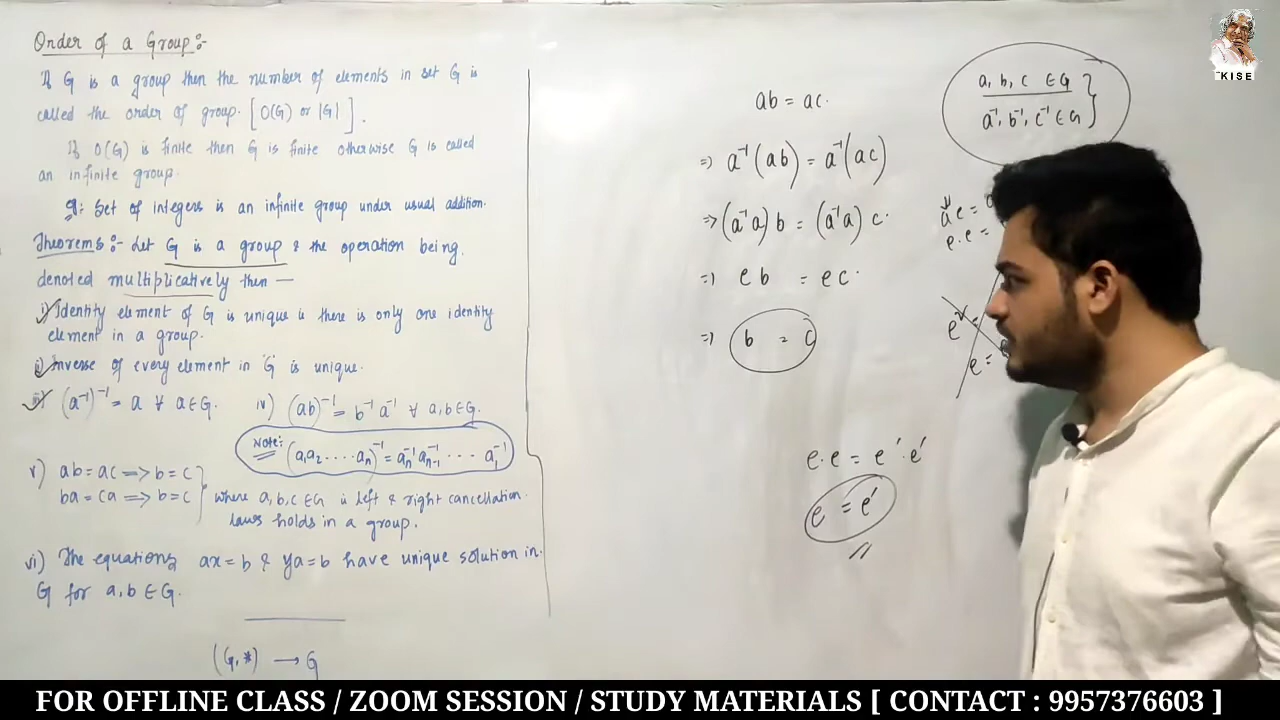 Order of a Group:-
If G is a group then the number of elements in set G is
called the order of group. [O(G) or |G|].
If O(G) is finite then G is finite otherwise G is called
an infinite group.
eg: Set of integers is an infinite group under usual addition.
Theorems:- Let G is a group & the operation being
denoted multiplicatively then —
i) Identity element of G is unique ie there is only one identity
element in a group.
ii) Inverse of every element in G is unique.
iii) (a⁻¹)⁻¹ = a ∀ a∈G. iv) (ab)⁻¹ = b⁻¹ a⁻¹ ∀ a,b∈G.
Note: (a₁a₂.....aₙ)⁻¹ = aₙ⁻¹ aₙ₋₁⁻¹ .... a₁⁻¹
v) ab = ac ⟹ b = c
ba = ca ⟹ b = c } where a,b,c ∈ G ie left & right cancellation
laws holds in a group.
vi) The equations ax = b & ya = b have unique solution in
G for a,b ∈ G.
(G,*) → G
ab = ac.
=> a⁻¹(ab) = a⁻¹(ac)
=> (a⁻¹a) b = (a⁻¹a) c.
=> eb = ec.
=> b = c
e.e = e′.e′
e = e′
a, b, c ∈ G
a⁻¹, b⁻¹, c⁻¹ ∈ G }
ae =
e.e =
e =
KISE
FOR OFFLINE CLASS / ZOOM SESSION / STUDY MATERIALS [ CONTACT : 9957376603 ]